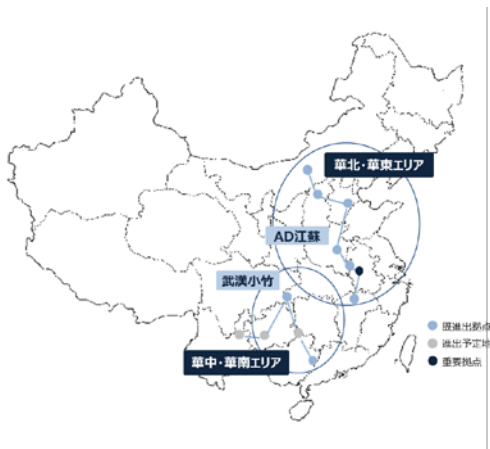 華北・華東エリア
AD江蘇
武漢小竹
華中・華南エリア
既進出拠点
進出予定地
重要拠点